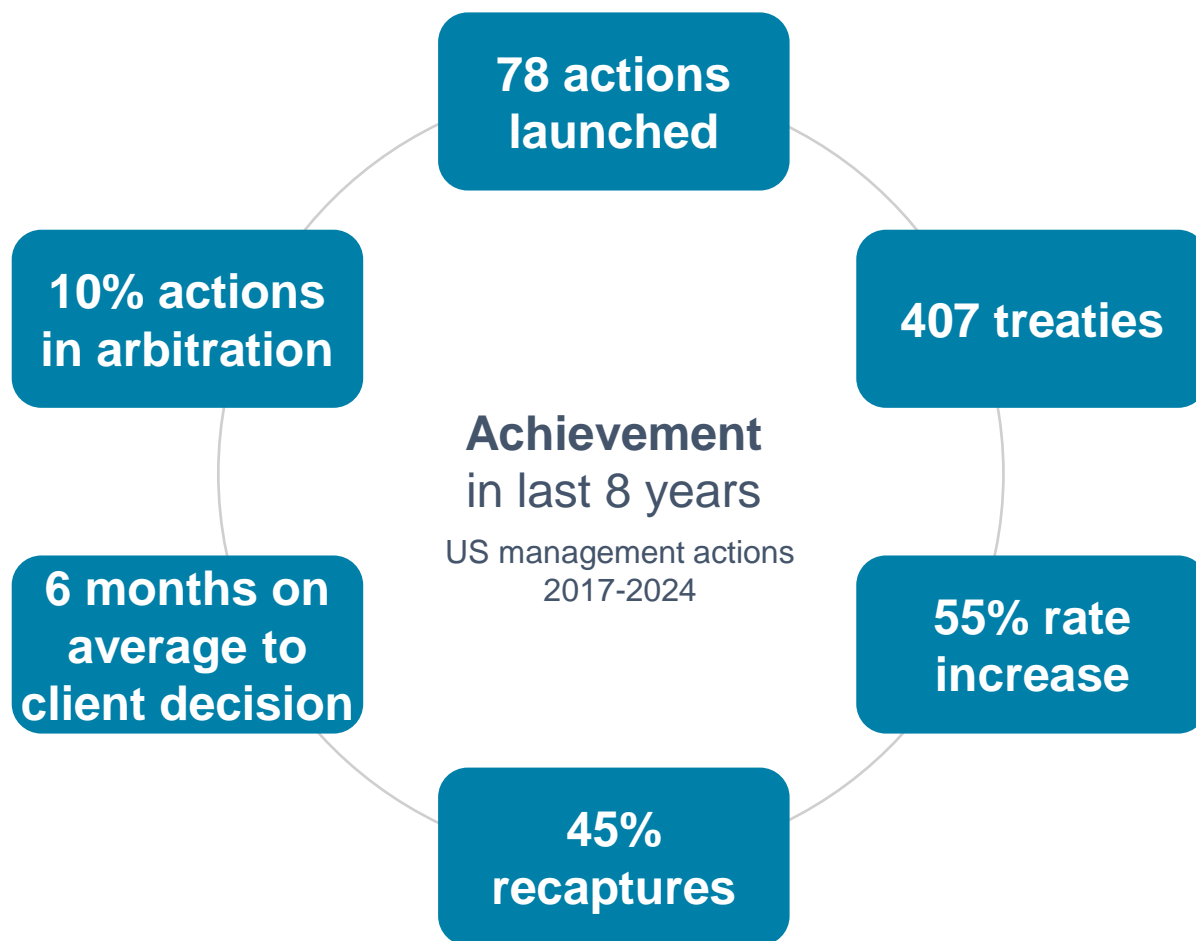 78 actions
launched
407 treaties
55% rate
increase
45%
recaptures
6 months on
average to
client decision
10% actions
in arbitration
Achievement
in last 8 years
US management actions
2017-2024